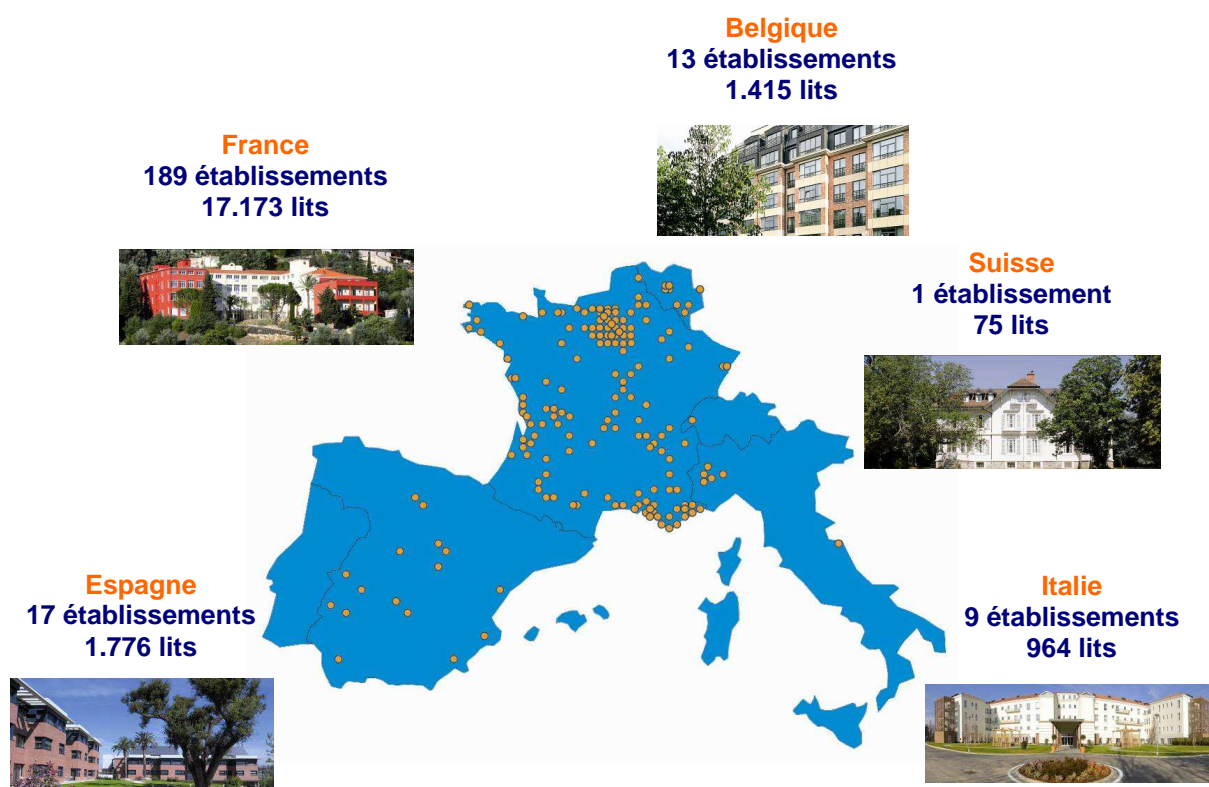 Belgique
13 établissements
1.415 lits
France
189 établissements
17.173 lits
Suisse
1 établissement
75 lits
Espagne
17 établissements
1.776 lits
Italie
9 établissements
964 lits